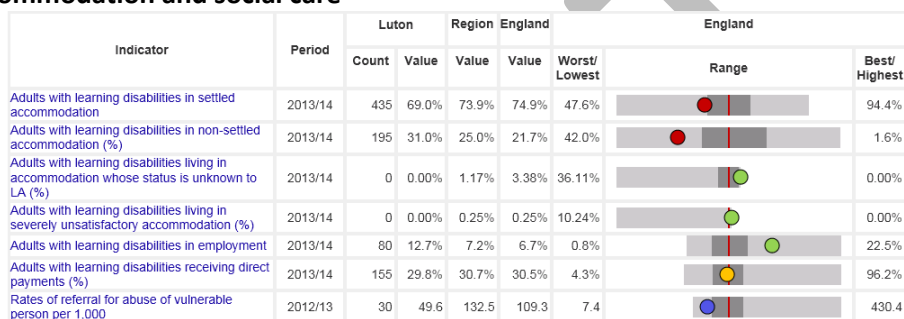 ommodation and social care
Luton Region England England
Indicator Period
Count Value Value Value Worst/ Lowest Range Best/ Highest
Adults with learning disabilities in settled
accommodation 2013/14 435 69.0% 73.9% 74.9% 47.6% 94.4%
Adults with learning disabilities in non-settled
accommodation (%) 2013/14 195 31.0% 25.0% 21.7% 42.0% 1.6%
Adults with learning disabilities living in
accommodation whose status is unknown to 2013/14 0 0.00% 1.17% 3.38% 36.11% 0.00%
LA (%)
Adults with learning disabilities living in
severely unsatisfactory accommodation (%) 2013/14 0 0.00% 0.25% 0.25% 10.24% 0.00%
Adults with learning disabilities in employment 2013/14 80 12.7% 7.2% 6.7% 0.8% 22.5%
Adults with learning disabilities receiving direct
payments (%) 2013/14 155 29.8% 30.7% 30.5% 4.3% 96.2%
Rates of referral for abuse of vulnerable
person per 1,000 2012/13 30 49.6 132.5 109.3 7.4 430.4